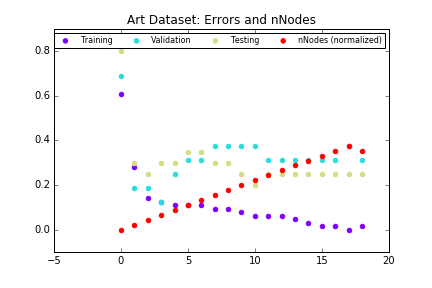 Art Dataset: Errors and nNodes
Training Validation Testing nNodes (normalized)
0.8
0.6
0.4
0.2
0.0
−5 0 5 10 15 20